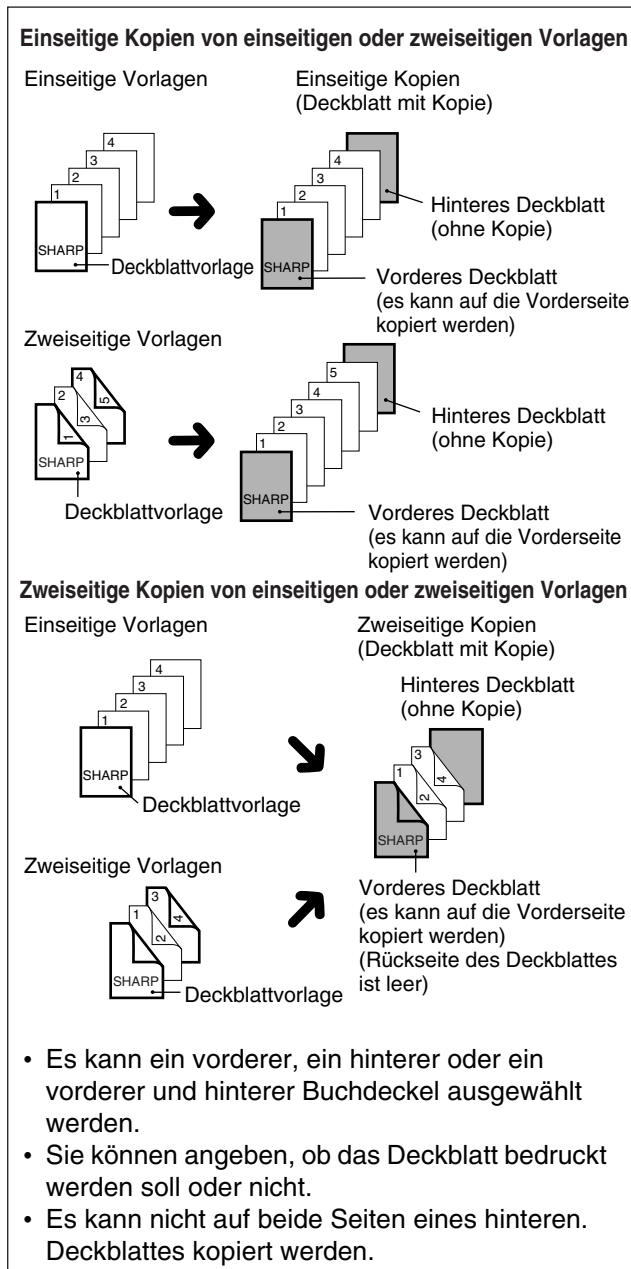 Einseitige Kopien von einseitigen oder zweiseitigen Vorlagen
Einseitige Vorlagen
Einseitige Kopien
(Deckblatt mit Kopie)
4
3
2
1
SHARP
Deckblattvorlage
4
3
2
1
SHARP
Hinteres Deckblatt
(ohne Kopie)
Vorderes Deckblatt
(es kann auf die Vorderseite
kopiert werden)
Zweiseitige Vorlagen
4
5
2
3
1
SHARP
Deckblattvorlage
5
4
3
2
1
SHARP
Hinteres Deckblatt
(ohne Kopie)
Vorderes Deckblatt
(es kann auf die Vorderseite
kopiert werden)
Zweiseitige Kopien von einseitigen oder zweiseitigen Vorlagen
Einseitige Vorlagen
Zweiseitige Kopien
(Deckblatt mit Kopie)
4
3
2
1
SHARP
Deckblattvorlage
Hinteres Deckblatt
(ohne Kopie)
3
4
1
2
SHARP
Zweiseitige Vorlagen
3
4
1
2
SHARP
Deckblattvorlage
Vorderes Deckblatt
(es kann auf die Vorderseite
kopiert werden)
(Rückseite des Deckblattes
ist leer)
• Es kann ein vorderer, ein hinterer oder ein
vorderer und hinterer Buchdeckel ausgewählt
werden.
• Sie können angeben, ob das Deckblatt bedruckt
werden soll oder nicht.
• Es kann nicht auf beide Seiten eines hinteren.
Deckblattes kopiert werden.